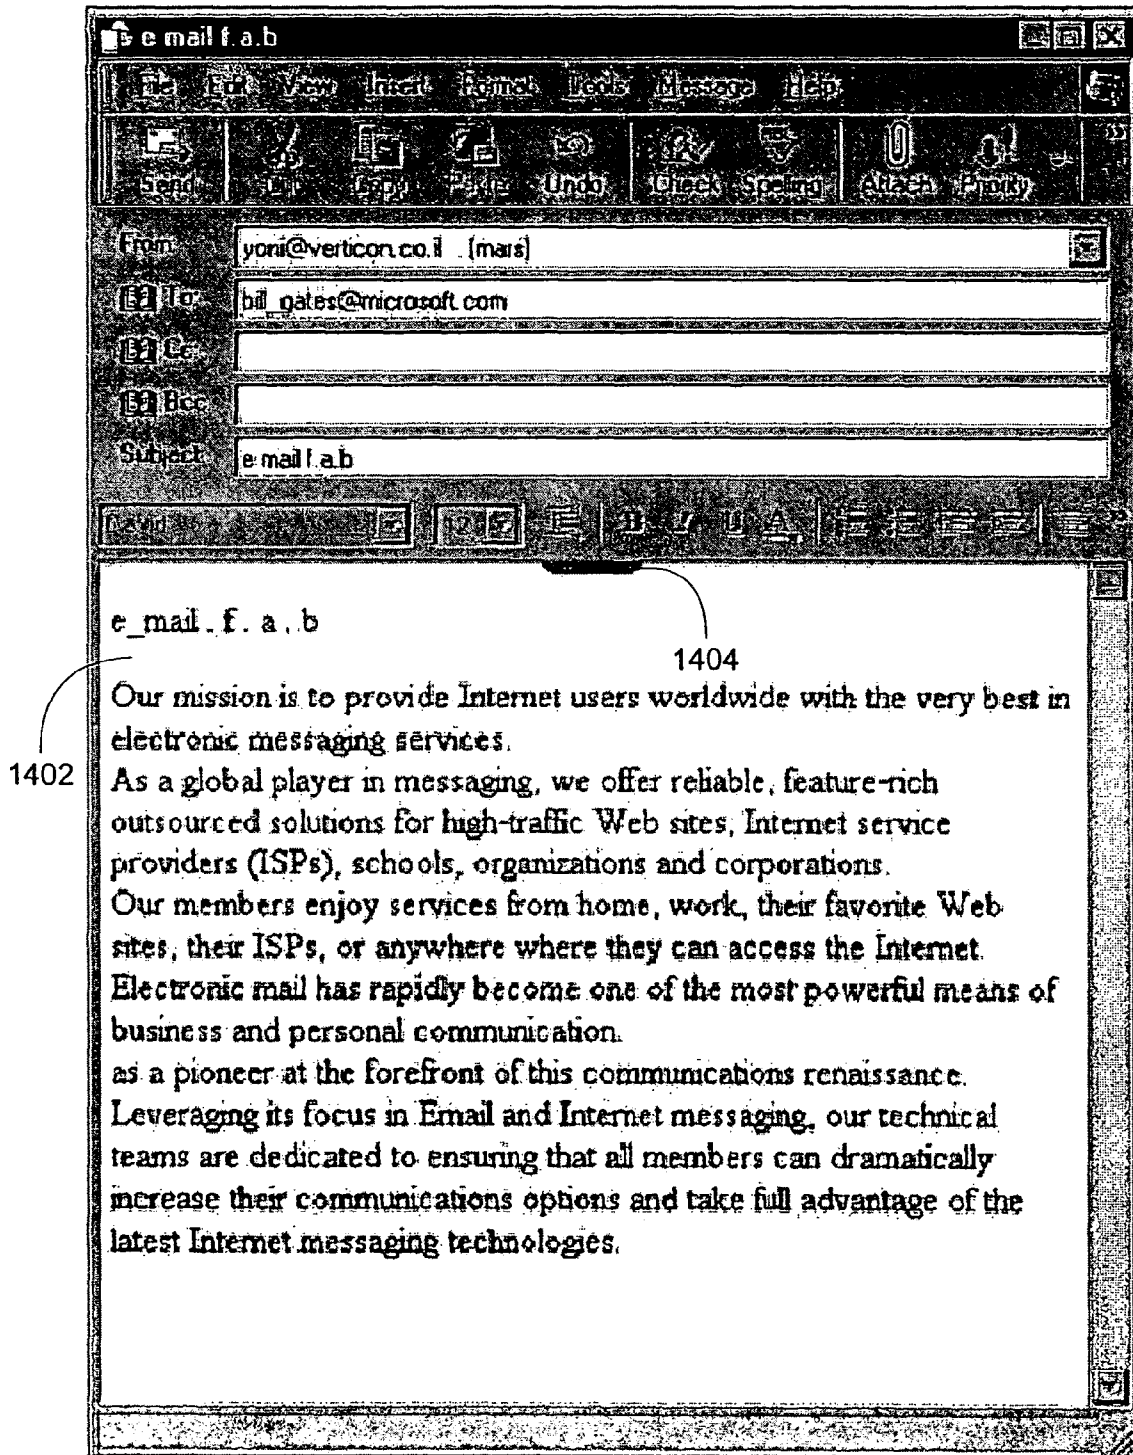 e mail f.a.b
File Edit View Insert Format Tools Message Help
Send Cut Copy Paste Undo Check Spelling Attach Priority
From: yoni@verticon.co.il (mars)
To: bill_gates@microsoft.com
Cc:
Bcc:
Subject: e mail f.a.b
David 12 B I U A
1404
e_mail . f . a . b
1402
Our mission is to provide Internet users worldwide with the very best in
electronic messaging services.
As a global player in messaging, we offer reliable, feature-rich
outsourced solutions for high-traffic Web sites, Internet service
providers (ISPs), schools, organizations and corporations.
Our members enjoy services from home, work, their favorite Web
sites, their ISPs, or anywhere where they can access the Internet.
Electronic mail has rapidly become one of the most powerful means of
business and personal communication.
as a pioneer at the forefront of this communications renaissance.
Leveraging its focus in Email and Internet messaging, our technical
teams are dedicated to ensuring that all members can dramatically
increase their communications options and take full advantage of the
latest Internet messaging technologies.